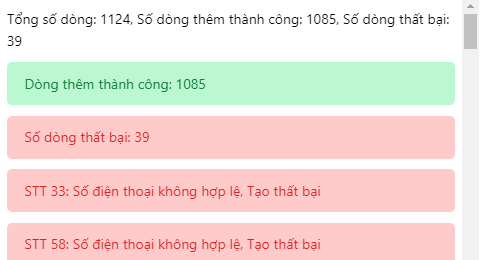 Tổng số dòng: 1124, Số dòng thêm thành công: 1085, Số dòng thất bại:
39
Dòng thêm thành công: 1085
Số dòng thất bại: 39
STT 33: Số điện thoại không hợp lệ, Tạo thất bại
STT 58: Số điện thoại không hợp lệ, Tạo thất bại